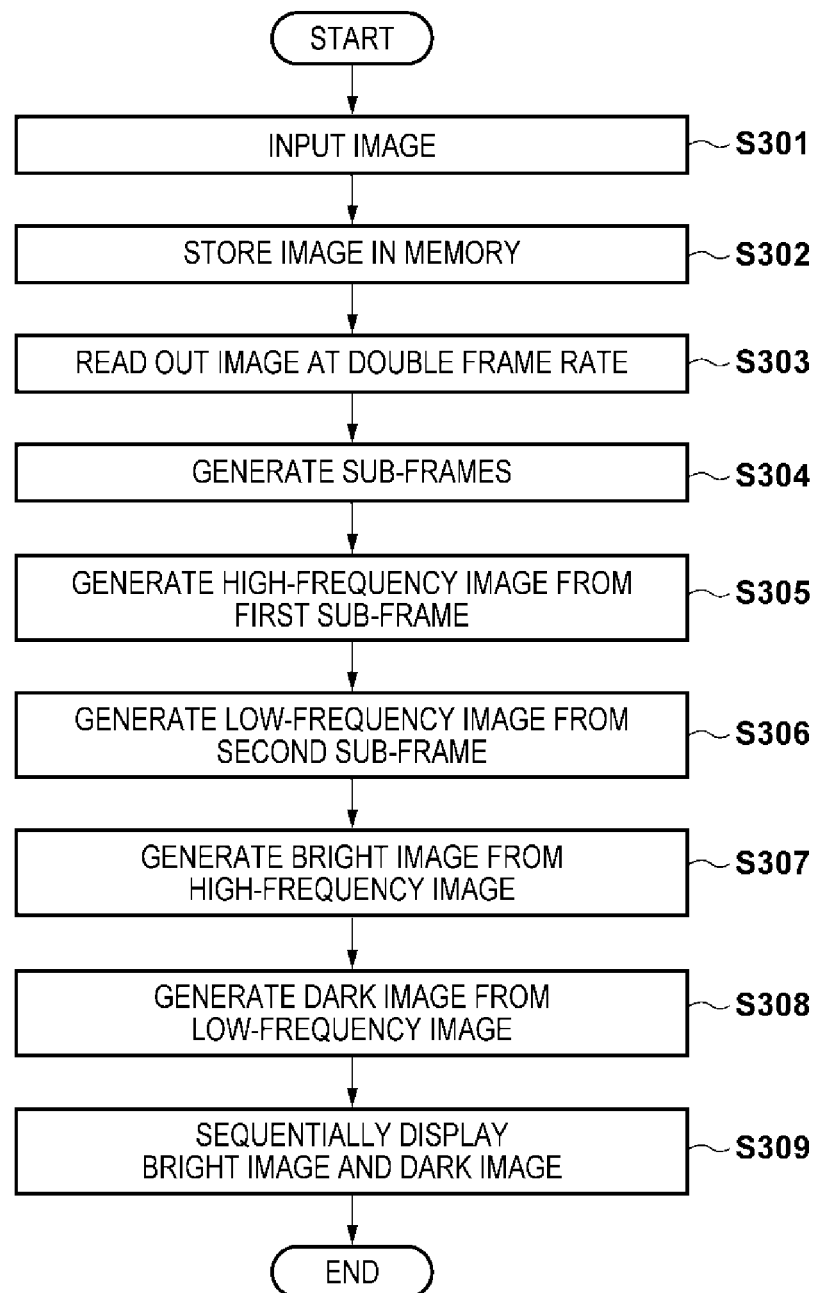 START
INPUT IMAGE
S301
STORE IMAGE IN MEMORY
S302
READ OUT IMAGE AT DOUBLE FRAME RATE
S303
GENERATE SUB-FRAMES
S304
GENERATE HIGH-FREQUENCY IMAGE FROM
FIRST SUB-FRAME
S305
GENERATE LOW-FREQUENCY IMAGE FROM
SECOND SUB-FRAME
S306
GENERATE BRIGHT IMAGE FROM
HIGH-FREQUENCY IMAGE
S307
GENERATE DARK IMAGE FROM
LOW-FREQUENCY IMAGE
S308
SEQUENTIALLY DISPLAY
BRIGHT IMAGE AND DARK IMAGE
S309
END